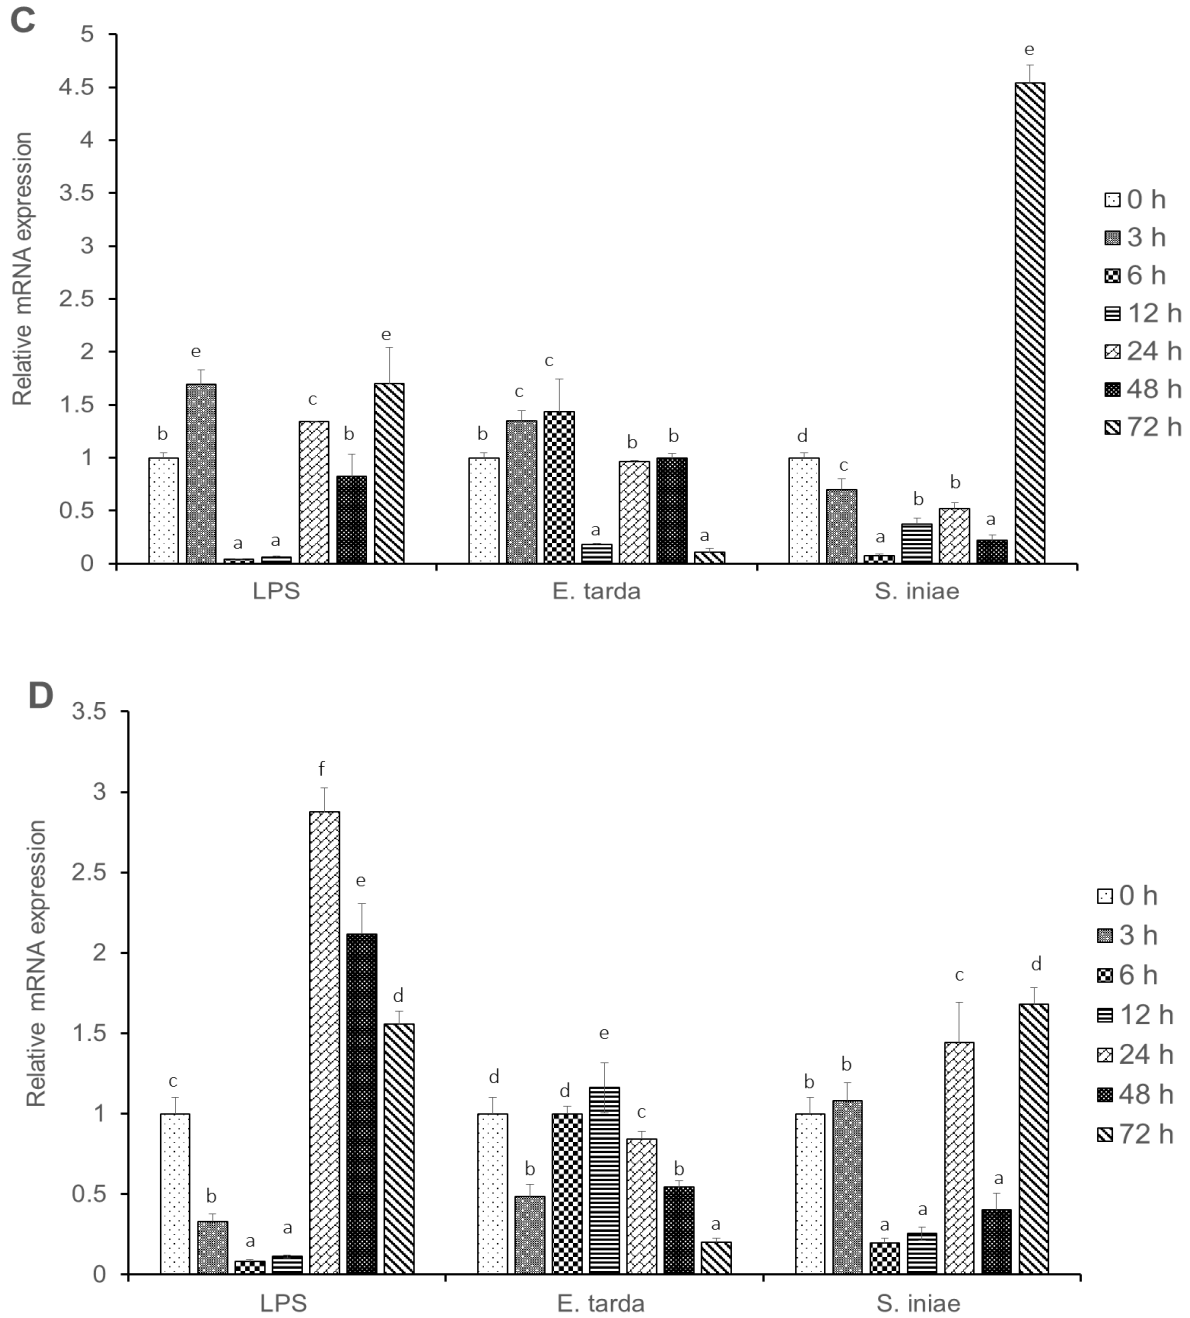 C
Relative mRNA expression
5
4.5
4
3.5
3
2.5
2
1.5
1
0.5
0
b e a a c b e
b c c a b b a
d c a b b a e
LPS E. tarda S. iniae
0 h
3 h
6 h
12 h
24 h
48 h
72 h
D
Relative mRNA expression
3.5
3
2.5
2
1.5
1
0.5
0
c b a a f e d
d b d e c b a
b b a a c a d
LPS E. tarda S. iniae
0 h
3 h
6 h
12 h
24 h
48 h
72 h